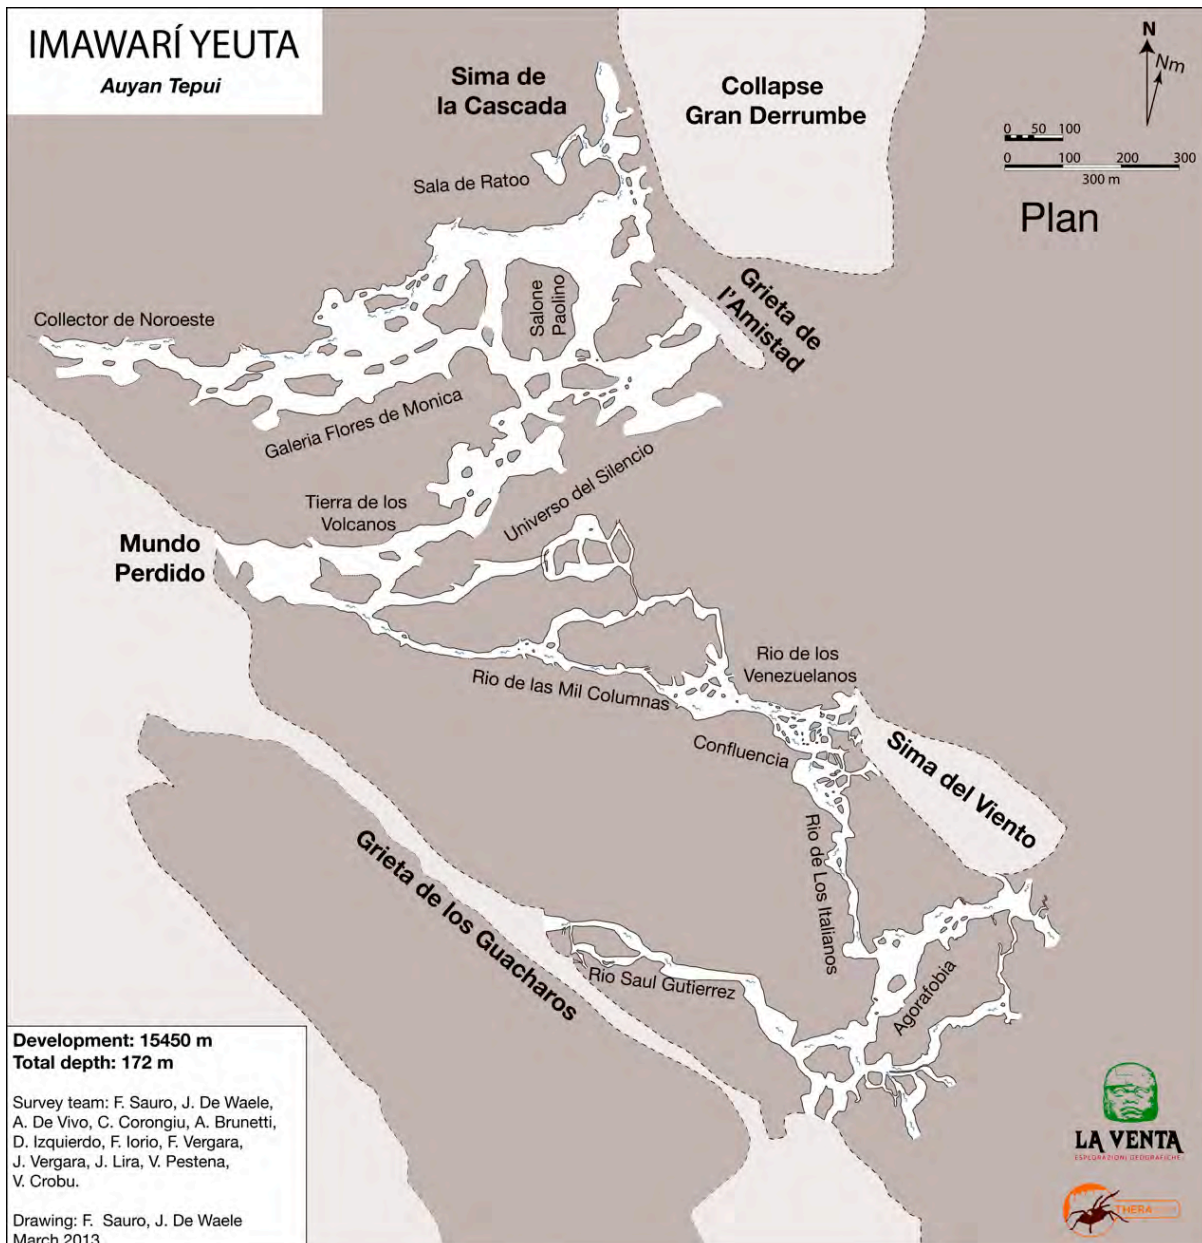 IMAWARÍ YEUTA
Auyan Tepui
Sima de
la Cascada
Collapse
Gran Derrumbe
N
Nm
0 50 100
0 100 200 300
300 m
Plan
Sala de Ratoo
Grieta de
l'Amistad
Salone
Paolino
Collector de Noroeste
Galeria Flores de Monica
Tierra de los
Volcanos
Universo del Silencio
Mundo
Perdido
Rio de las Mil Columnas
Rio de los
Venezuelanos
Confluencia
Sima del Viento
Rio de Los Italianos
Grieta de los Guacharos
Rio Saul Gutierrez
Agorafobia
Development: 15450 m
Total depth: 172 m
Survey team: F. Sauro, J. De Waele,
A. De Vivo, C. Corongiu, A. Brunetti,
D. Izquierdo, F. Iorio, F. Vergara,
J. Vergara, J. Lira, V. Pestena,
V. Crobu.
Drawing: F. Sauro, J. De Waele
March 2013
LA VENTA
ESPLORAZIONI GEOGRAFICHE
THERA